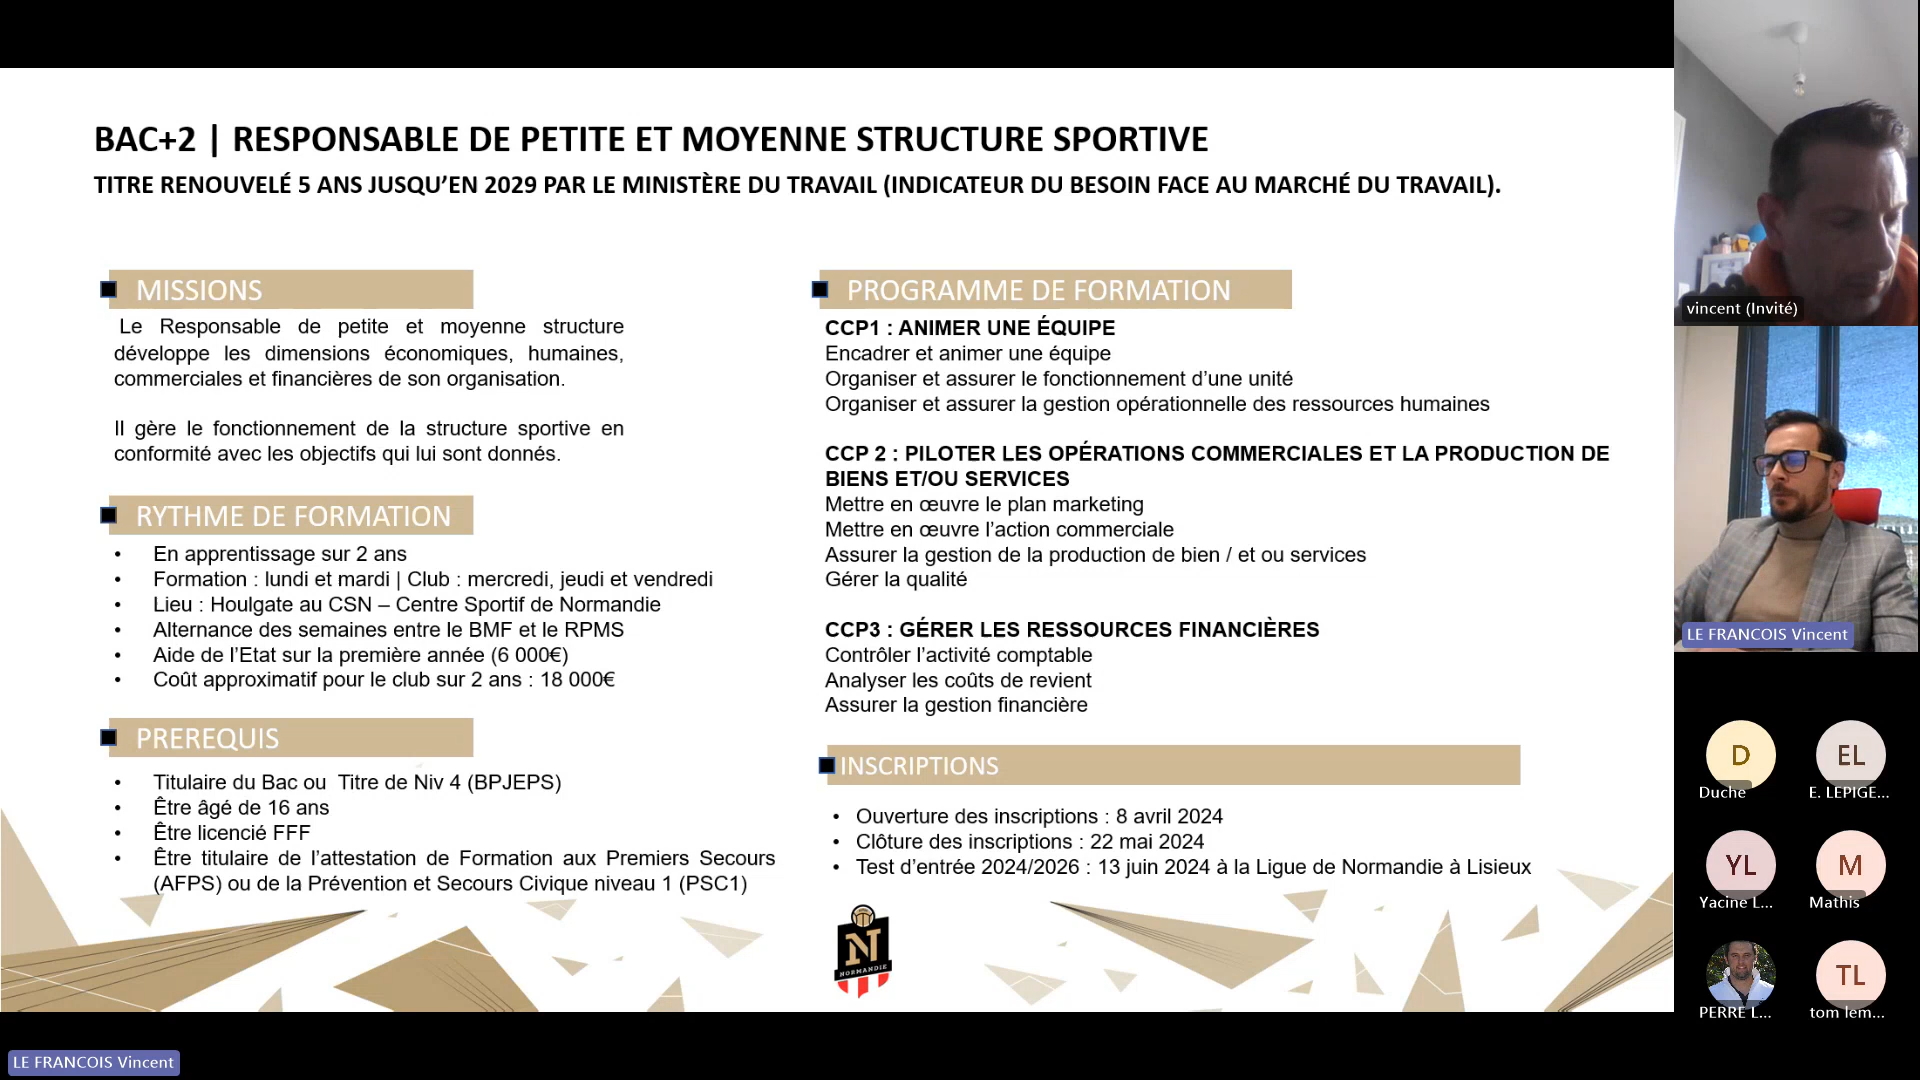 BAC+2 | RESPONSABLE DE PETITE ET MOYENNE STRUCTURE SPORTIVE
TITRE RENOUVELÉ 5 ANS JUSQU’EN 2029 PAR LE MINISTÈRE DU TRAVAIL (INDICATEUR DU BESOIN FACE AU MARCHÉ DU TRAVAIL).
MISSIONS
Le Responsable de petite et moyenne structure
développe les dimensions économiques, humaines,
commerciales et financières de son organisation.
Il gère le fonctionnement de la structure sportive en
conformité avec les objectifs qui lui sont donnés.
RYTHME DE FORMATION
• En apprentissage sur 2 ans
• Formation : lundi et mardi | Club : mercredi, jeudi et vendredi
• Lieu : Houlgate au CSN – Centre Sportif de Normandie
• Alternance des semaines entre le BMF et le RPMS
• Aide de l’Etat sur la première année (6 000€)
• Coût approximatif pour le club sur 2 ans : 18 000€
PREREQUIS
• Titulaire du Bac ou Titre de Niv 4 (BPJEPS)
• Être âgé de 16 ans
• Être licencié FFF
• Être titulaire de l’attestation de Formation aux Premiers Secours
(AFPS) ou de la Prévention et Secours Civique niveau 1 (PSC1)
PROGRAMME DE FORMATION
CCP1 : ANIMER UNE ÉQUIPE
Encadrer et animer une équipe
Organiser et assurer le fonctionnement d’une unité
Organiser et assurer la gestion opérationnelle des ressources humaines
CCP 2 : PILOTER LES OPÉRATIONS COMMERCIALES ET LA PRODUCTION DE
BIENS ET/OU SERVICES
Mettre en œuvre le plan marketing
Mettre en œuvre l’action commerciale
Assurer la gestion de la production de bien / et ou services
Gérer la qualité
CCP3 : GÉRER LES RESSOURCES FINANCIÈRES
Contrôler l’activité comptable
Analyser les coûts de revient
Assurer la gestion financière
INSCRIPTIONS
• Ouverture des inscriptions : 8 avril 2024
• Clôture des inscriptions : 22 mai 2024
• Test d’entrée 2024/2026 : 13 juin 2024 à la Ligue de Normandie à Lisieux
N
NORMANDIE
vincent (Invité)
LE FRANCOIS Vincent
D
Duche
EL
E. LEPIGE...
YL
Yacine L...
M
Mathis
PERRE L...
TL
tom lem...
LE FRANCOIS Vincent